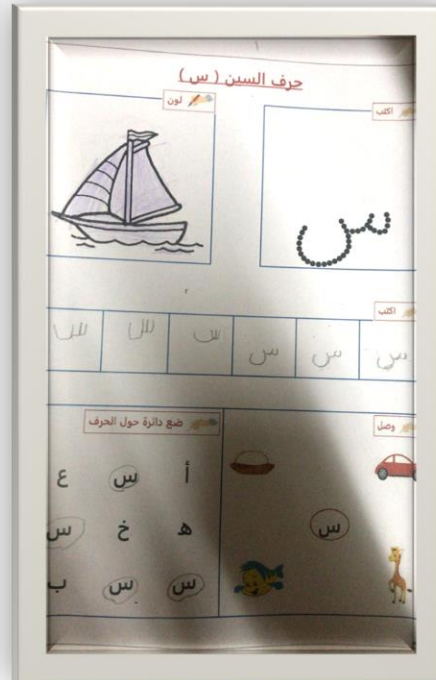 حرف السين ( س )
اكتب
لون
س
اكتب
س س س س س س
وصل
ضع دائرة حول الحرف
س
أ س ع
ه خ س
س س ب